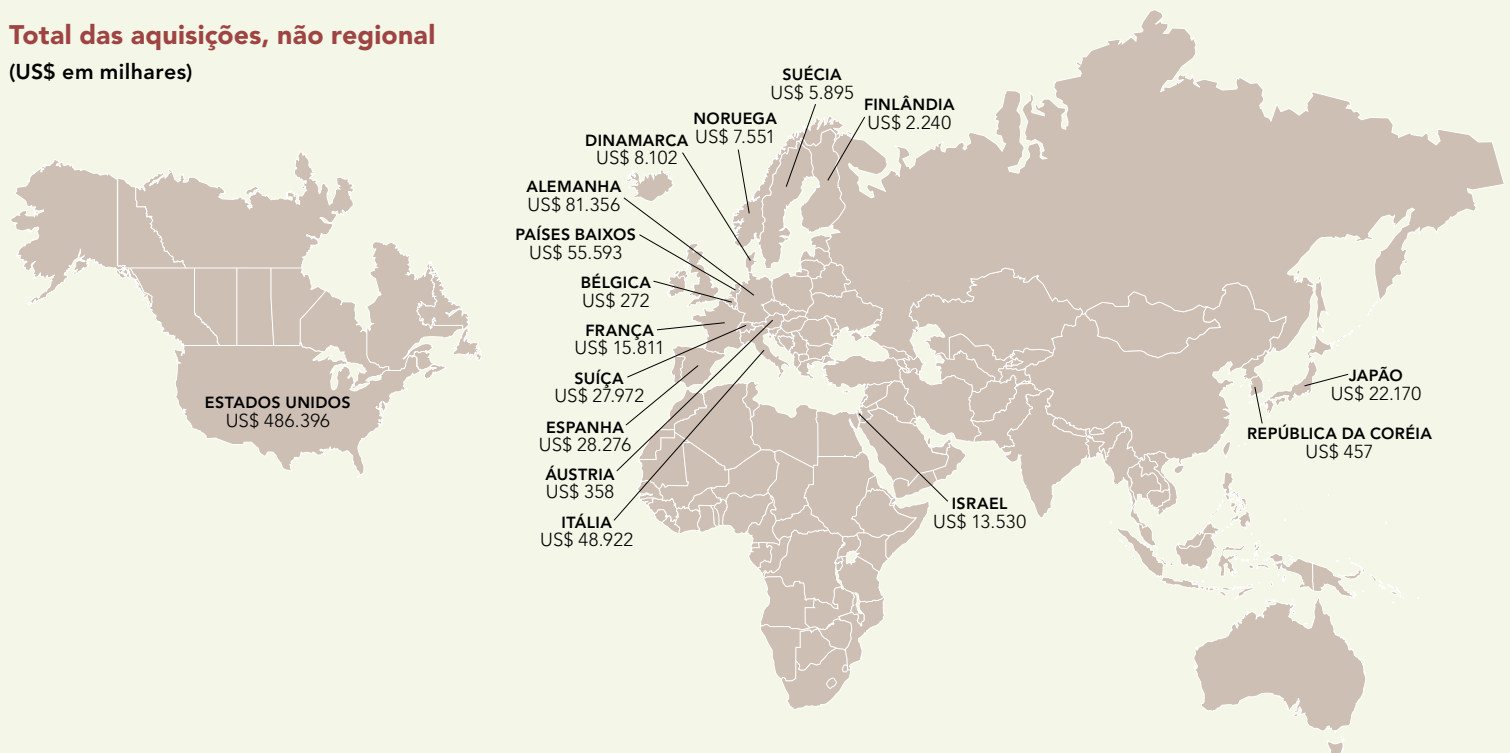 Total das aquisições, não regional
(US$ em milhares)
SUÉCIA
US$ 5.895
FINLÂNDIA
US$ 2.240
NORUEGA
US$ 7.551
DINAMARCA
US$ 8.102
ALEMANHA
US$ 81.356
PAÍSES BAIXOS
US$ 55.593
BÉLGICA
US$ 272
FRANÇA
US$ 15.811
SUÍÇA
US$ 27.972
ESPANHA
US$ 28.276
ÁUSTRIA
US$ 358
ITÁLIA
US$ 48.922
ESTADOS UNIDOS
US$ 486.396
ISRAEL
US$ 13.530
JAPÃO
US$ 22.170
REPÚBLICA DA CORÉIA
US$ 457